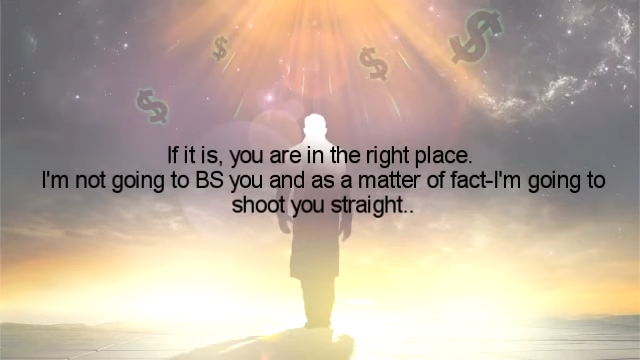 If it is, you are in the right place.
I'm not going to BS you and as a matter of fact-I'm going to
shoot you straight..